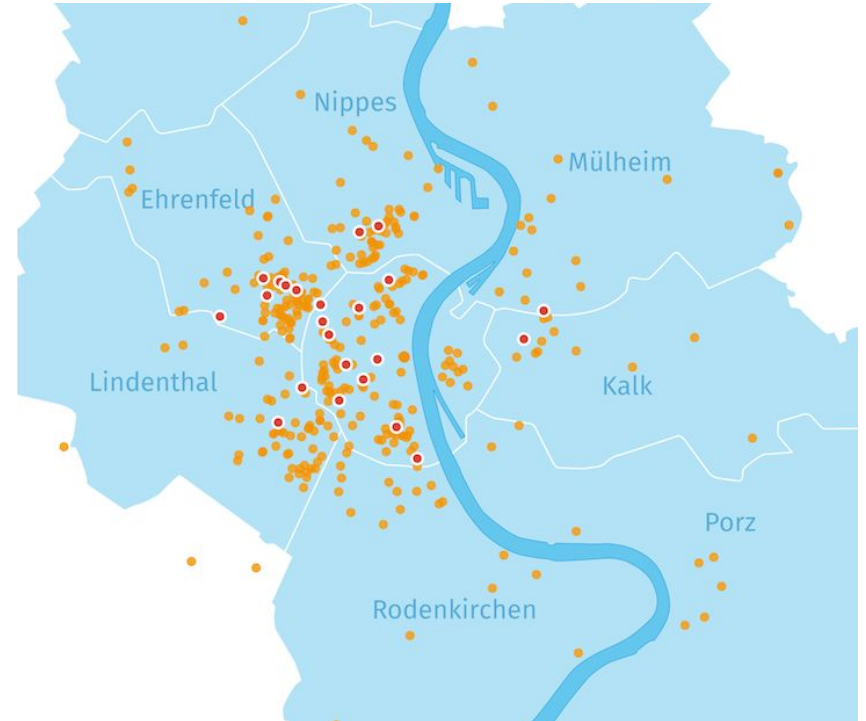 Nippes
Mülheim
Ehrenfeld
Lindenthal
Kalk
Porz
Rodenkirchen